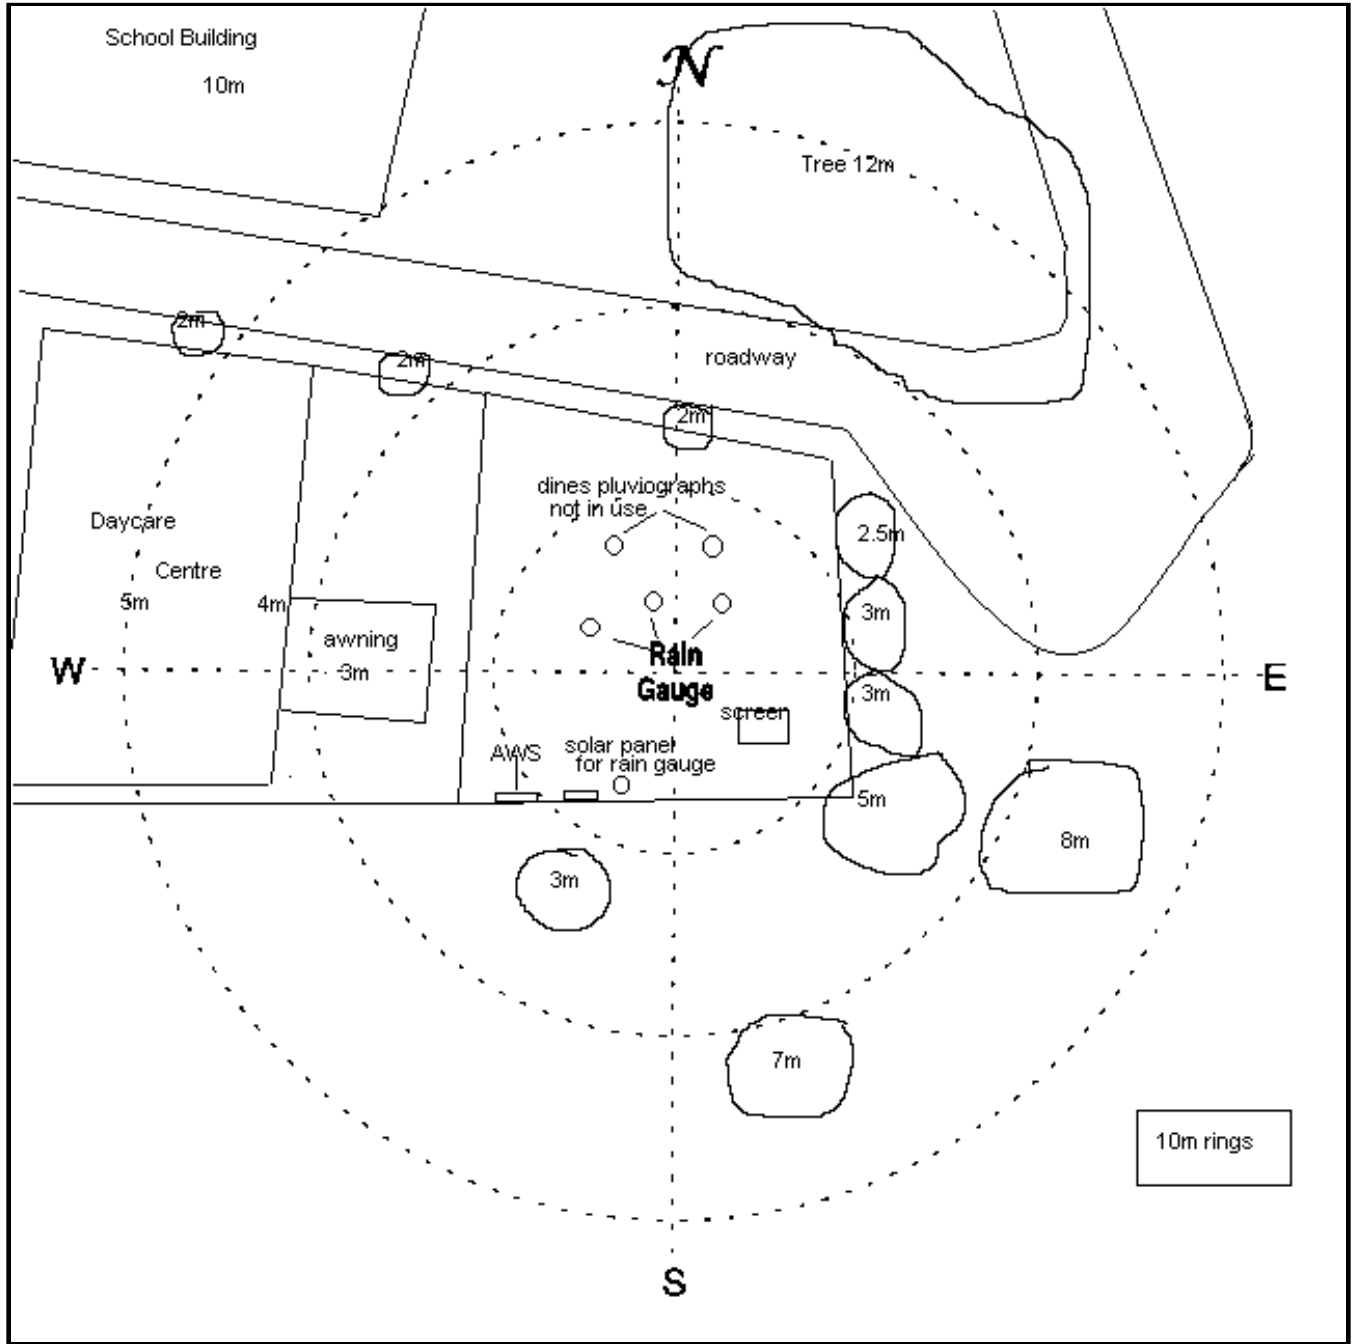 School Building
10m
N
Tree 12m
2m
2m
roadway
2m
dines pluviographs
not in use
2.5m
Daycare
Centre
5m
4m
3m
awning
3m
W
Rain
Gauge
E
3m
screen
AWS
solar panel
for rain gauge
5m
8m
3m
7m
10m rings
S